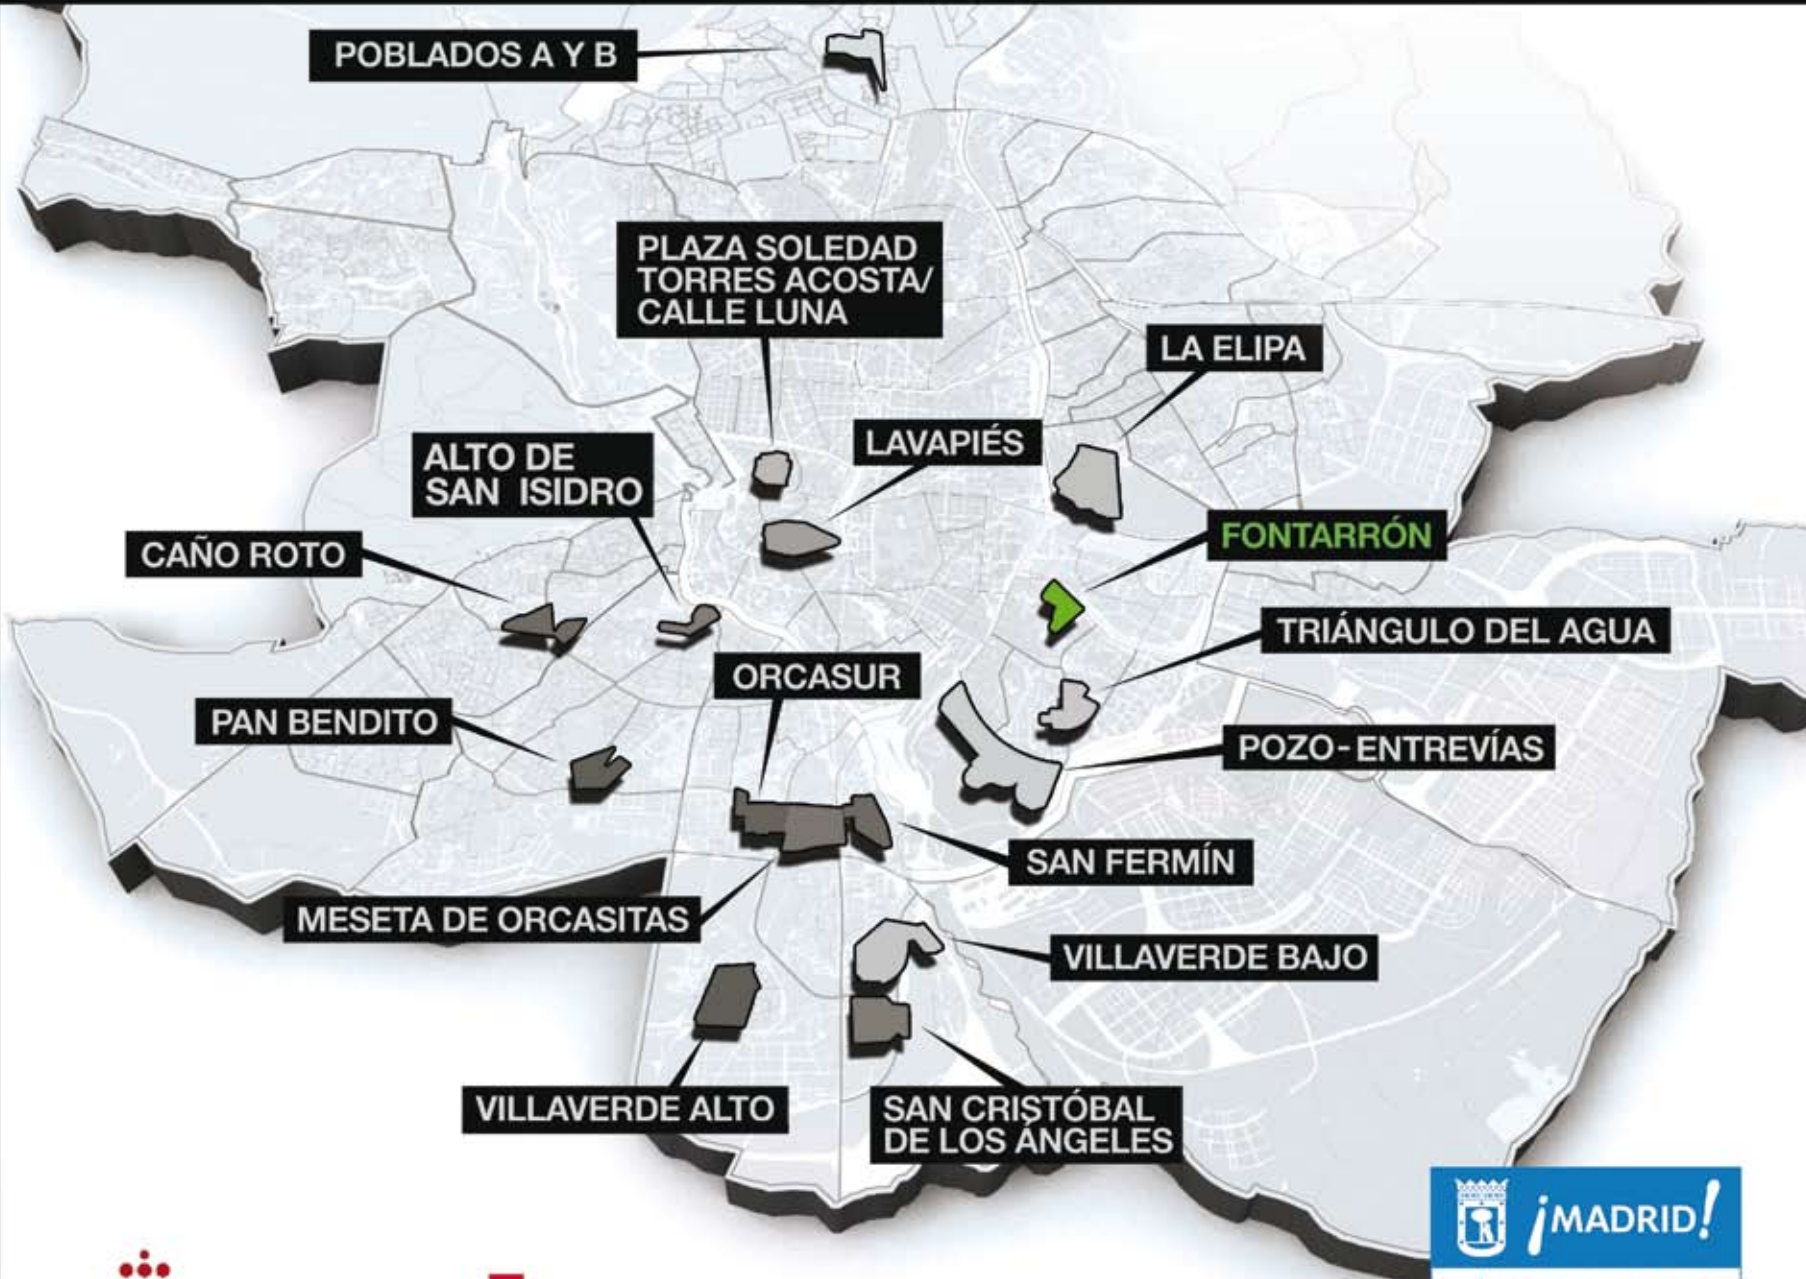 POBLADOS A Y B
PLAZA SOLEDAD
TORRES ACOSTA/
CALLE LUNA
LA ELIPA
LAVAPIÉS
ALTO DE
SAN ISIDRO
FONTARRÓN
CAÑO ROTO
TRIÁNGULO DEL AGUA
ORCASUR
PAN BENDITO
POZO-ENTREVÍAS
SAN FERMÍN
MESETA DE ORCASITAS
VILLAVERDE BAJO
VILLAVERDE ALTO
SAN CRISTÓBAL
DE LOS ÁNGELES
¡MADRID!